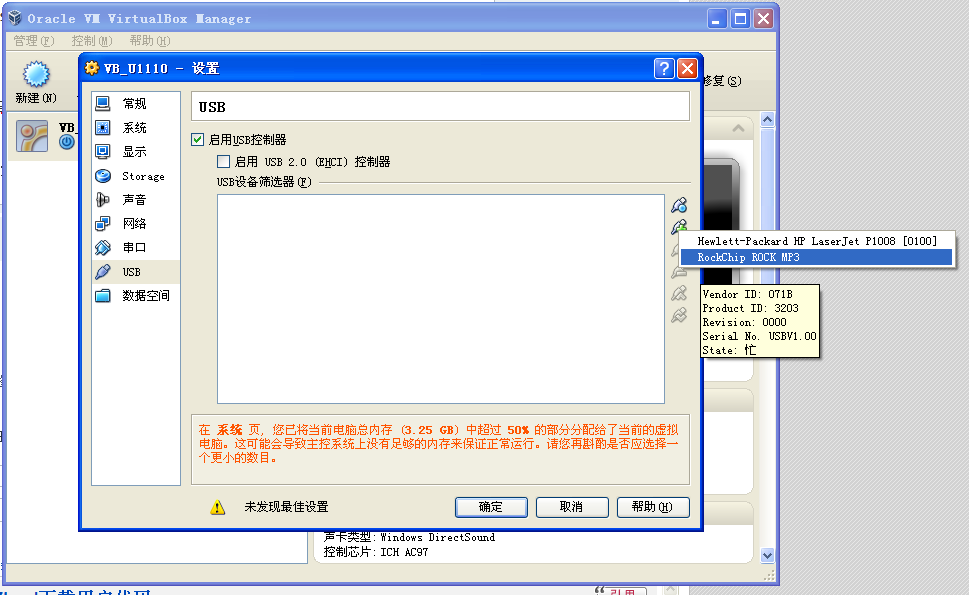 Oracle VM VirtualBox Manager
管理(F) 控制(M) 帮助(H)
新建(N)
修复(S)
VB_
VB_U1110 - 设置
常规
系统
显示
Storage
声音
网络
串口
USB
数据空间
USB
启用USB控制器
启用 USB 2.0 (EHCI) 控制器
USB设备筛选器(F)
Hewlett-Packard HP LaserJet P1008 [0100]
RockChip ROCK MP3
Vendor ID: 071B
Product ID: 3203
Revision: 0000
Serial No. USBV1.00
State: 忙
在 系统 页, 您已将当前电脑总内存 (3.25 GB) 中超过 50% 的部分分配给了当前的虚拟
电脑。这可能会导致主控系统上没有足够的内存来保证正常运行。请您再斟酌是否应选择一
个更小的数目。
未发现最佳设置
确定 取消 帮助(H)
声卡类型: Windows DirectSound
控制芯片: ICH AC97
下载用户代码
引用